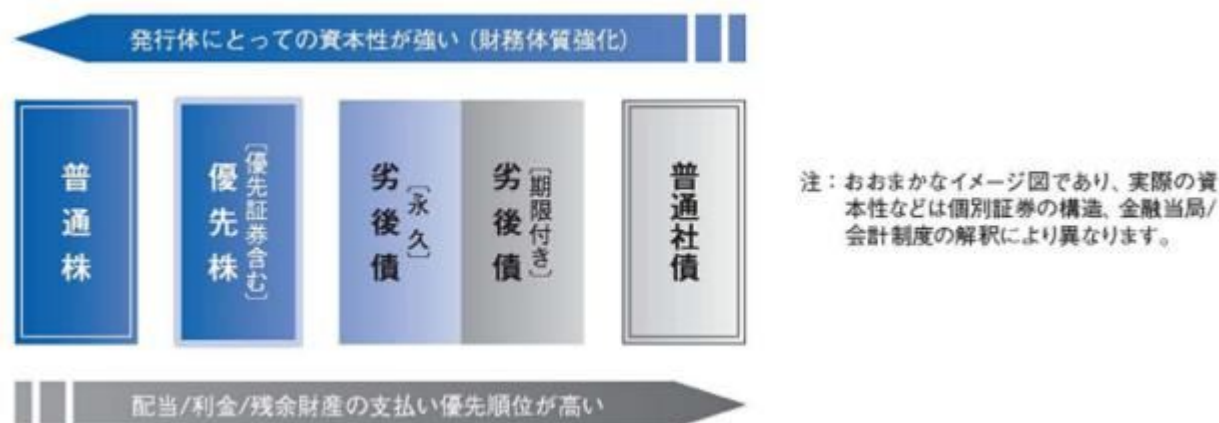 発行体にとっての資本性が強い（財務体質強化）
普通株
優先株
［優先証券含む］
劣後債
［永久］
劣後債
［期限付き］
普通社債
注：おおまかなイメージ図であり、実際の資
本性などは個別証券の構造、金融当局/
会計制度の解釈により異なります。
配当/利金/残余財産の支払い優先順位が高い